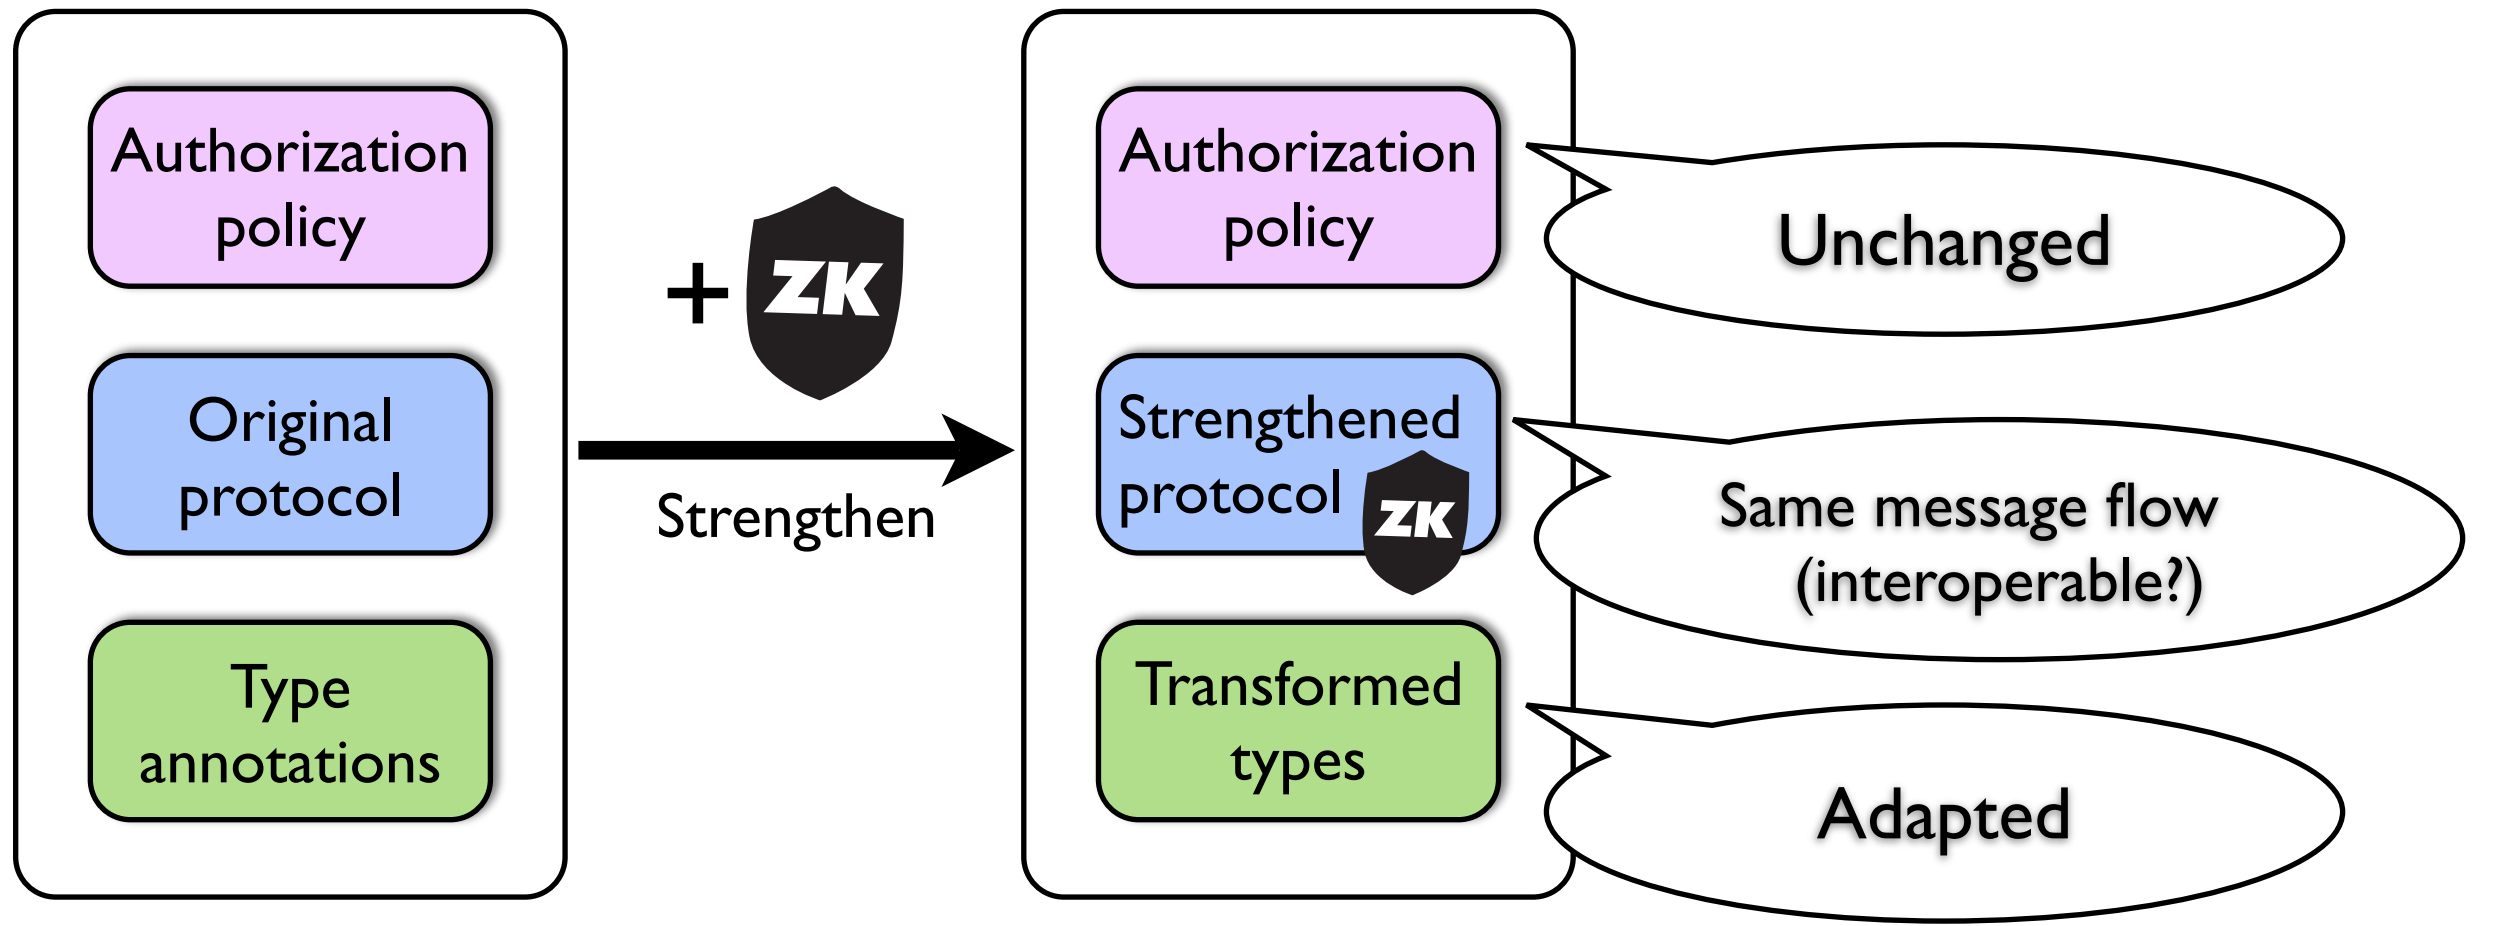 Authorization
policy
Original
protocol
Type
annotations
+
ZK
Strengthen
Authorization
policy
Strengthened
protocol
ZK
Transformed
types
Unchanged
Same message flow
(interoperable?)
Adapted